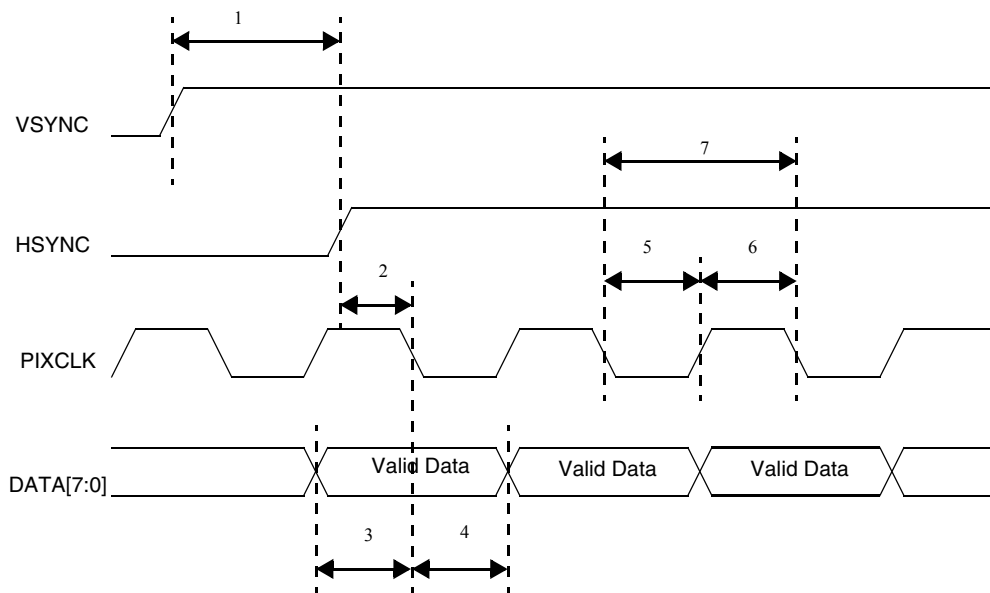 1
VSYNC
7
HSYNC
5
6
2
PIXCLK
Valid Data
Valid Data
Valid Data
DATA[7:0]
3
4